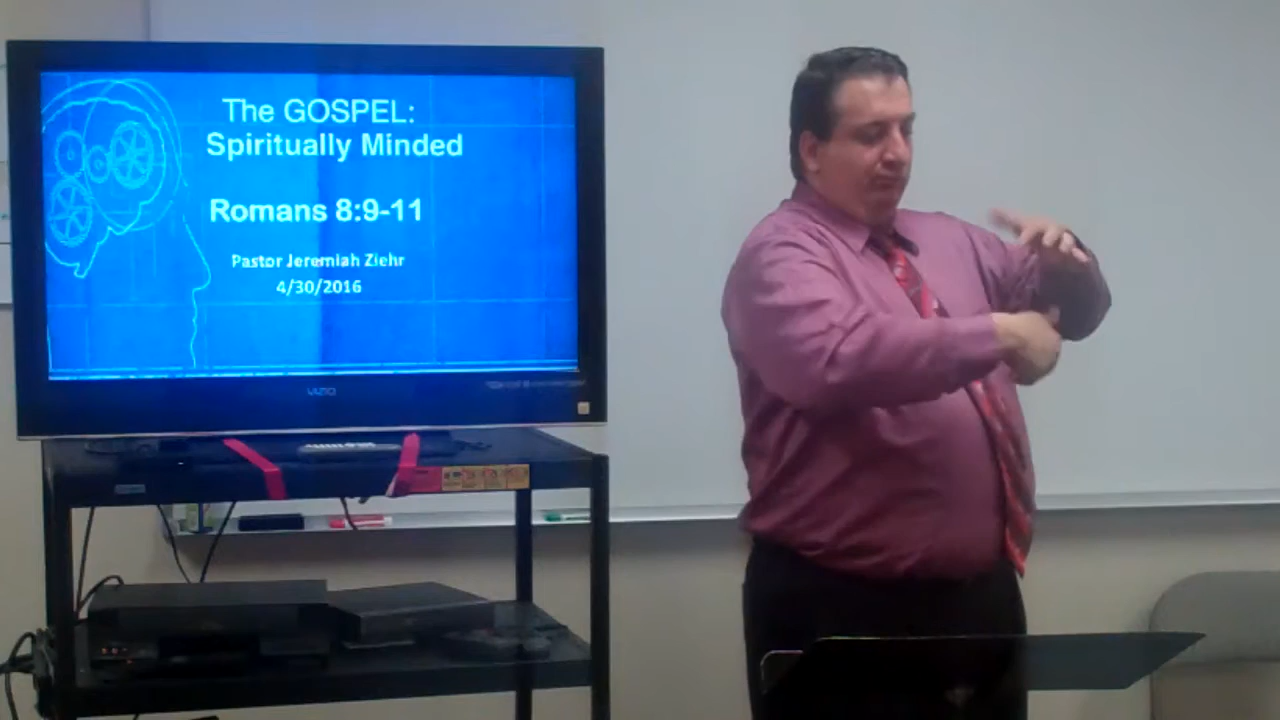 The GOSPEL:
Spiritually Minded
Romans 8:9-11
Pastor Jeremiah Ziehr
4/30/2016
VIZIO